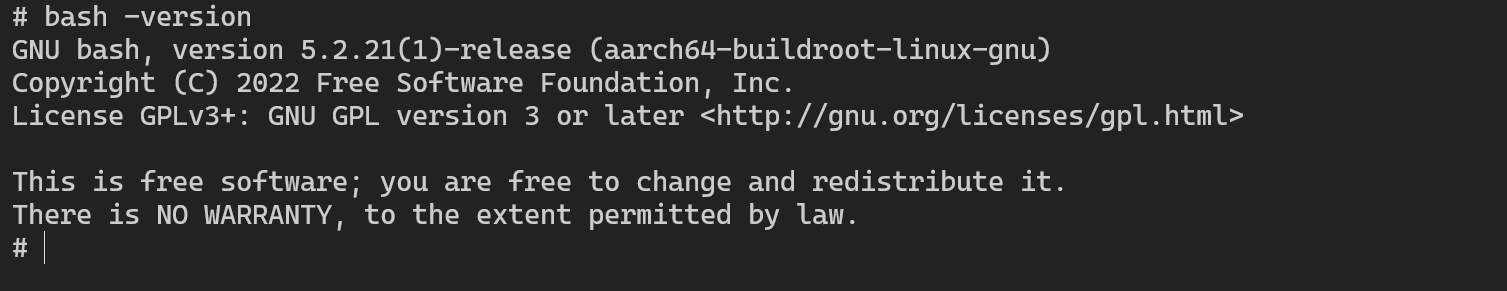 # bash -version
GNU bash, version 5.2.21(1)-release (aarch64-buildroot-linux-gnu)
Copyright (C) 2022 Free Software Foundation, Inc.
License GPLv3+: GNU GPL version 3 or later <http://gnu.org/licenses/gpl.html>

This is free software; you are free to change and redistribute it.
There is NO WARRANTY, to the extent permitted by law.
#